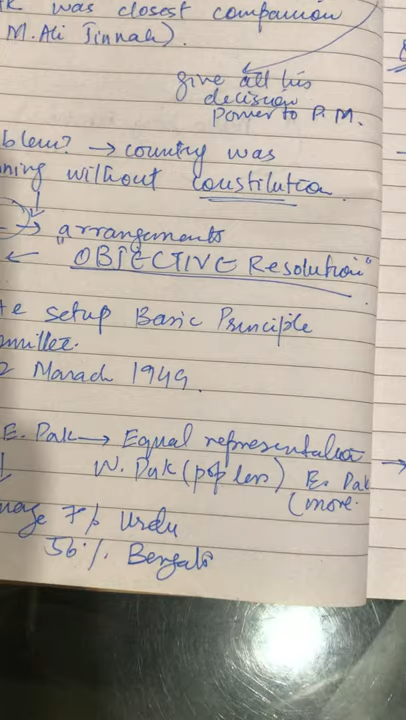 was closest companion
M. Ali Jinnah).
give all his
decision
power to P.M.
blem? → country was
ning without constitution.
→ arrangements
← "OBJECTIVE Resolution"
te setup Basic Principle
mmittee.
2 Marach 1949.
E. Pak → Equal representation
W. Pak (pop less) E. Pak
(more.
uage 7% Urdu
56% Bengali